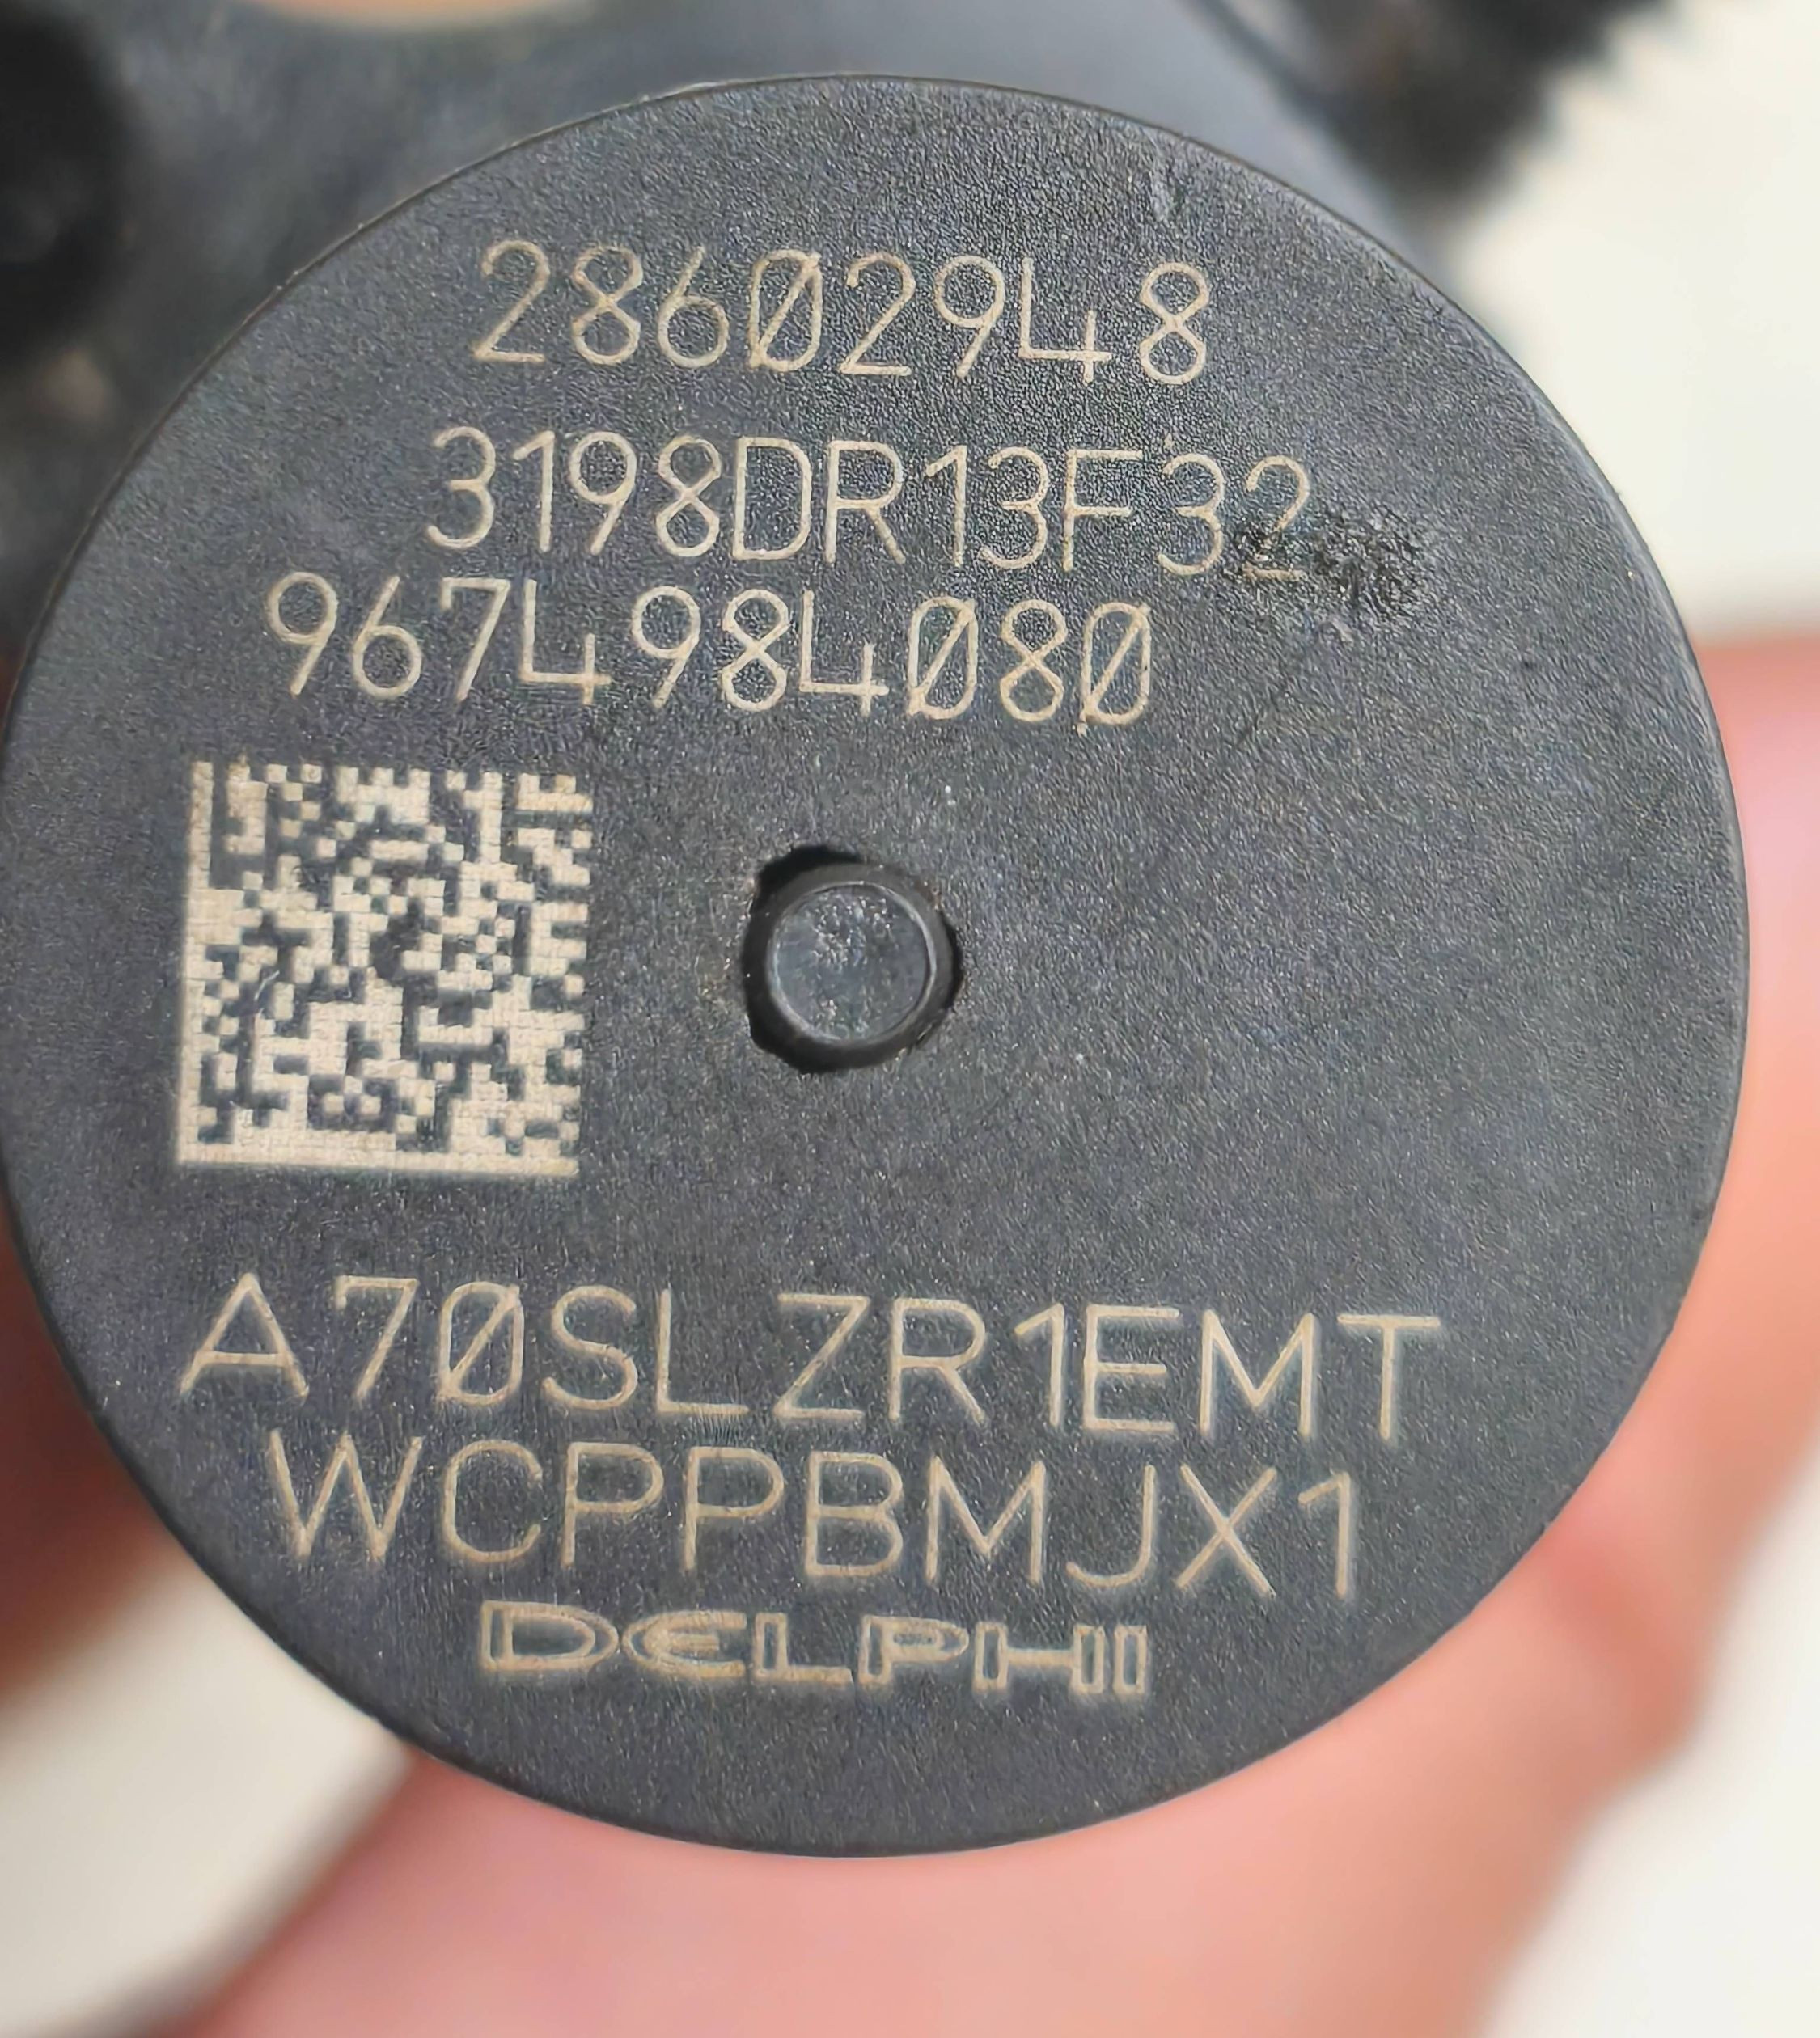 28602948
3198DR13F32
9674984080
A70SLZR1EMT
WCPPBMJX1
DELPHI